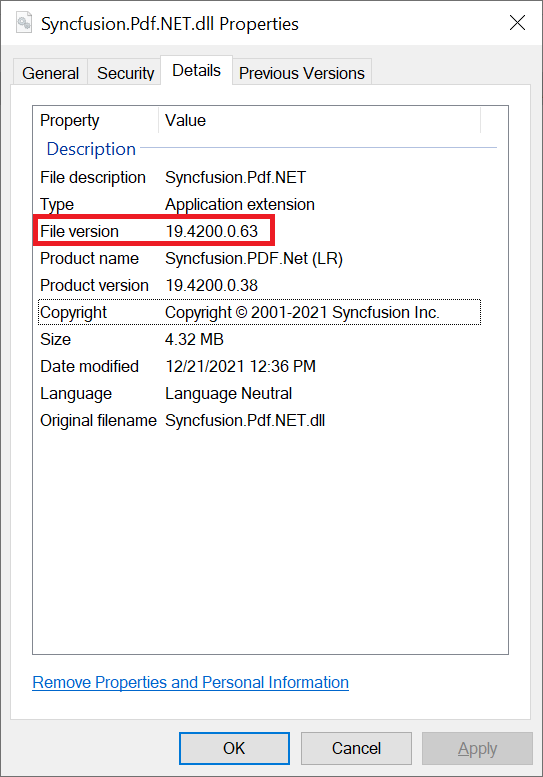 Syncfusion.Pdf.NET.dll Properties
General Security Details Previous Versions
Property Value
Description
File description Syncfusion.Pdf.NET
Type Application extension
File version 19.4200.0.63
Product name Syncfusion.PDF.Net (LR)
Product version 19.4200.0.38
Copyright Copyright © 2001-2021 Syncfusion Inc.
Size 4.32 MB
Date modified 12/21/2021 12:36 PM
Language Language Neutral
Original filename Syncfusion.Pdf.NET.dll
Remove Properties and Personal Information
OK Cancel Apply